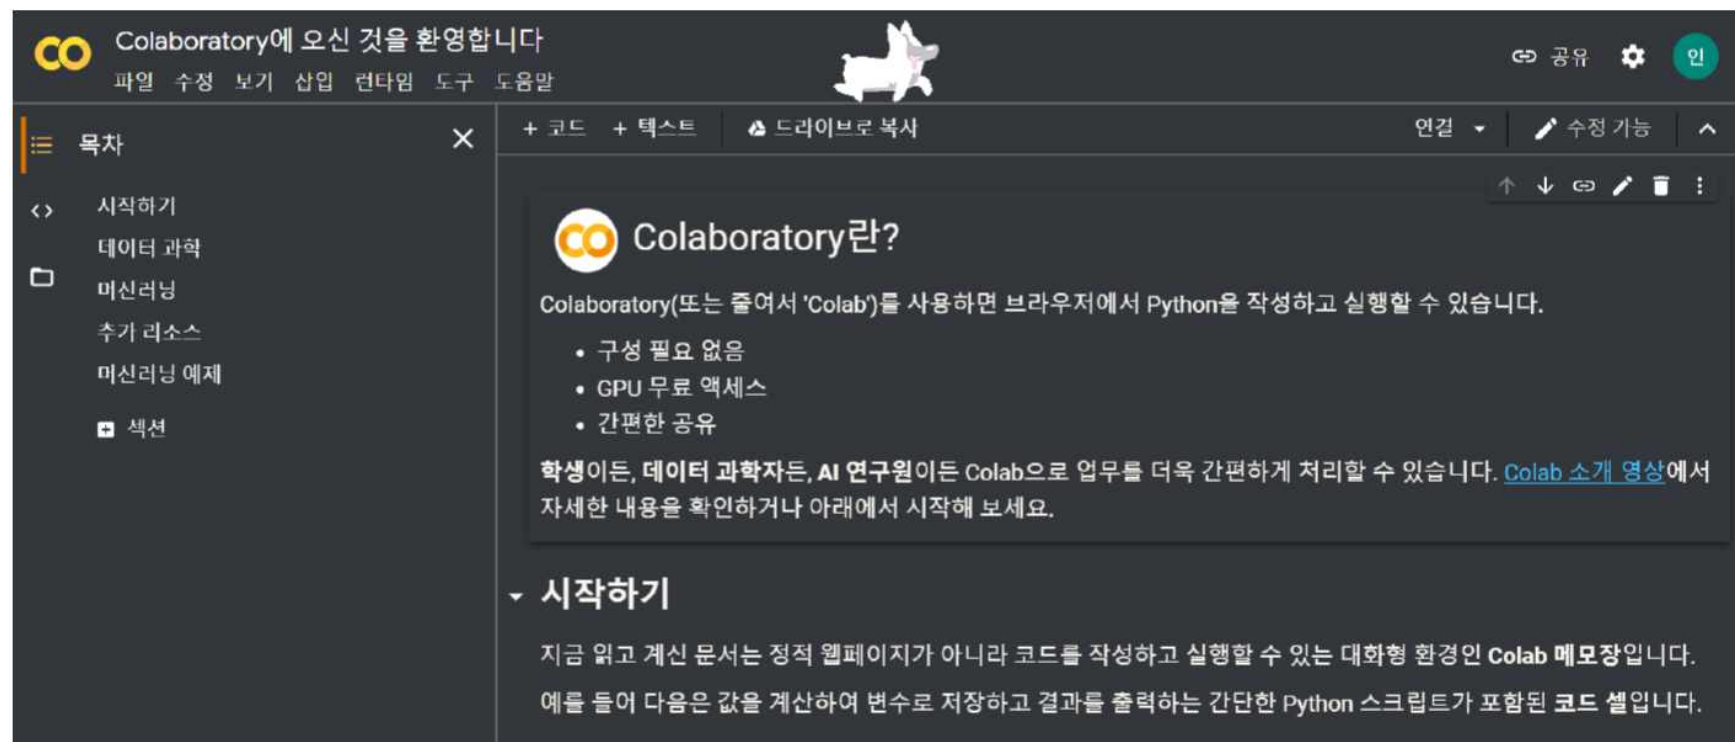 Colaboratory에 오신 것을 환영합니다
파일 수정 보기 삽입 런타임 도구 도움말
공유
인
목차
시작하기
데이터 과학
머신러닝
추가 리소스
머신러닝 예제
섹션
+ 코드 + 텍스트 드라이브로 복사
연결 수정 가능
Colaboratory란?
Colaboratory(또는 줄여서 'Colab')를 사용하면 브라우저에서 Python을 작성하고 실행할 수 있습니다.
• 구성 필요 없음
• GPU 무료 액세스
• 간편한 공유
학생이든, 데이터 과학자든, AI 연구원이든 Colab으로 업무를 더욱 간편하게 처리할 수 있습니다. Colab 소개 영상에서
자세한 내용을 확인하거나 아래에서 시작해 보세요.
시작하기
지금 읽고 계신 문서는 정적 웹페이지가 아니라 코드를 작성하고 실행할 수 있는 대화형 환경인 Colab 메모장입니다.
예를 들어 다음은 값을 계산하여 변수로 저장하고 결과를 출력하는 간단한 Python 스크립트가 포함된 코드 셀입니다.